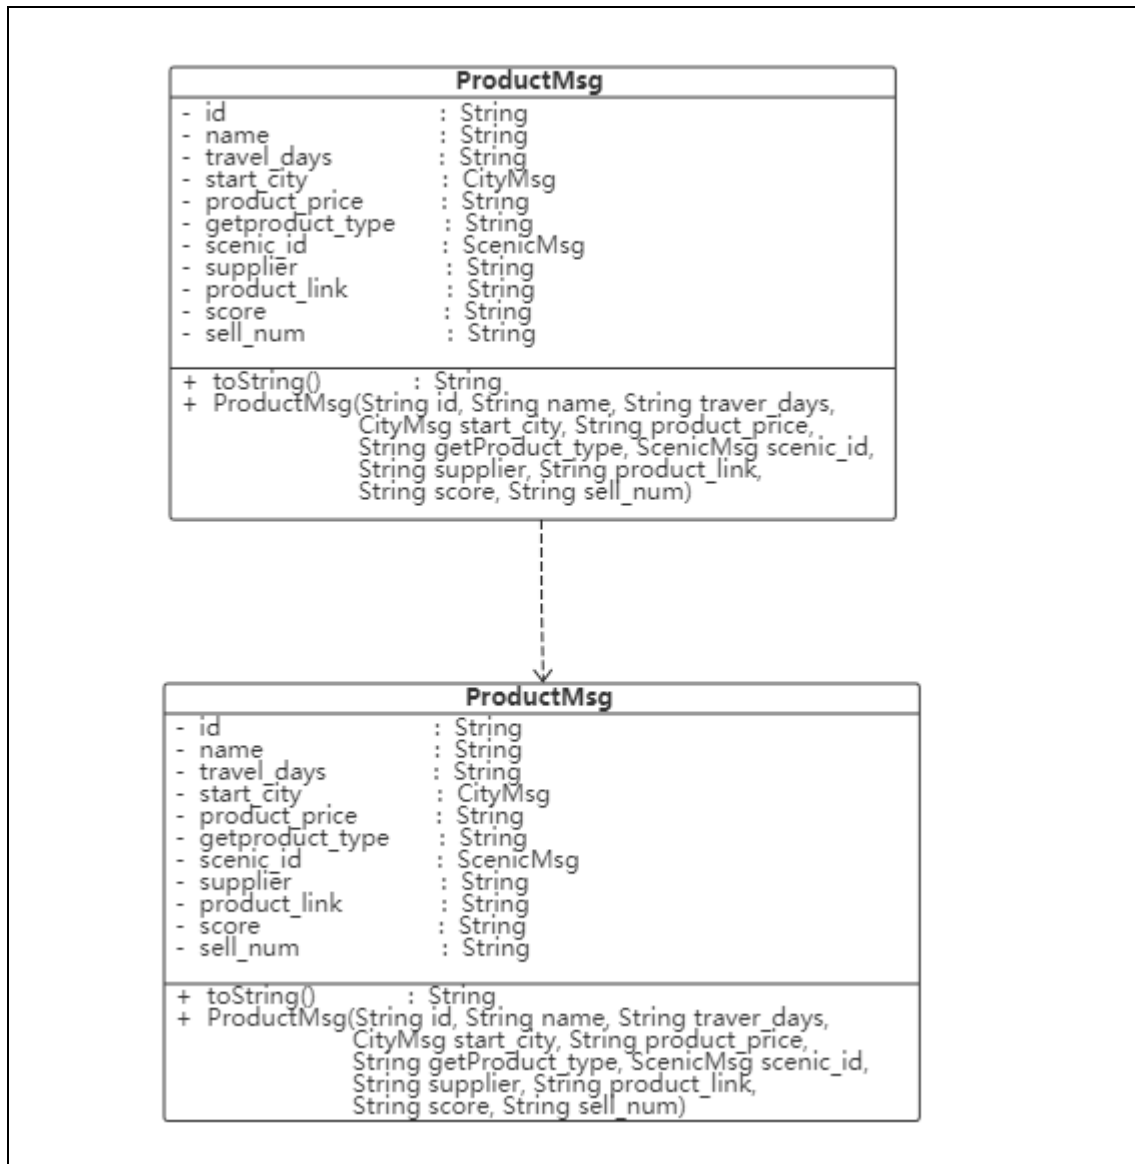 ProductMsg
- id : String
- name : String
- travel_days : String
- start_city : CityMsg
- product_price : String
- getproduct_type : String
- scenic_id : ScenicMsg
- supplier : String
- product_link : String
- score : String
- sell_num : String
+ toString() : String
+ ProductMsg(String id, String name, String traver_days,
CityMsg start_city, String product_price,
String getProduct_type, ScenicMsg scenic_id,
String supplier, String product_link,
String score, String sell_num)
ProductMsg
- id : String
- name : String
- travel_days : String
- start_city : CityMsg
- product_price : String
- getproduct_type : String
- scenic_id : ScenicMsg
- supplier : String
- product_link : String
- score : String
- sell_num : String
+ toString() : String
+ ProductMsg(String id, String name, String traver_days,
CityMsg start_city, String product_price,
String getProduct_type, ScenicMsg scenic_id,
String supplier, String product_link,
String score, String sell_num)